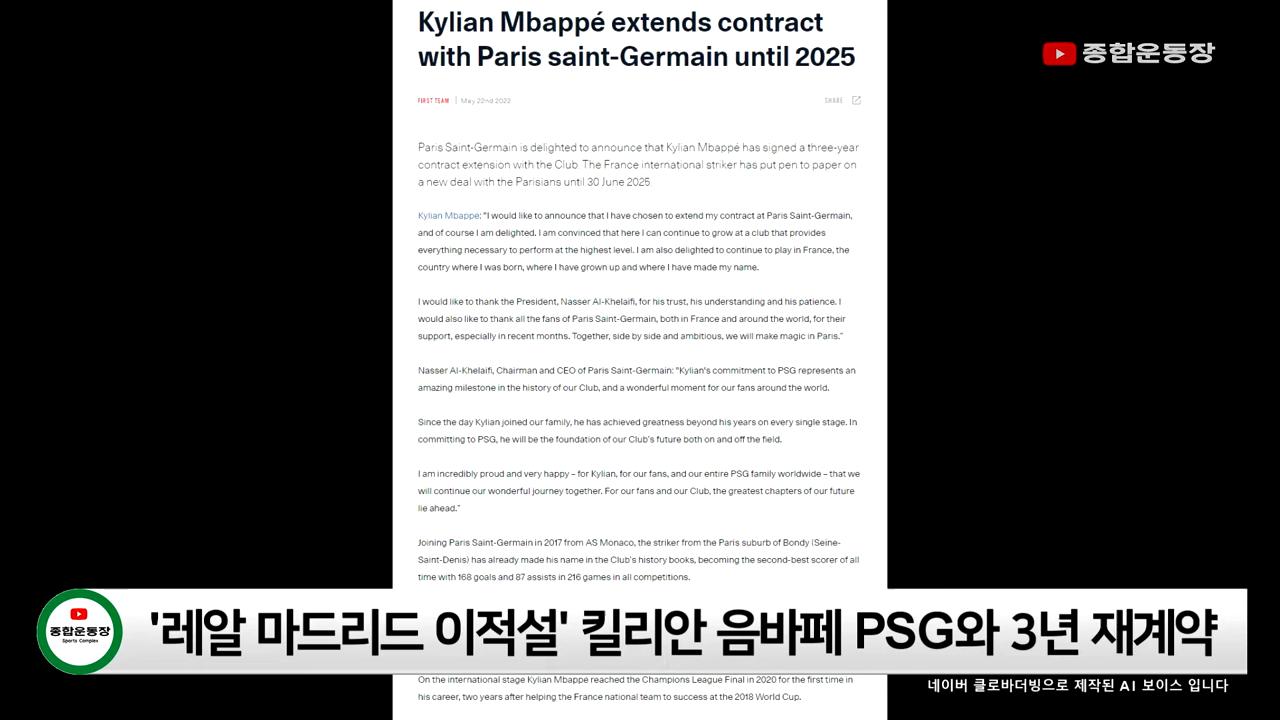 Kylian Mbappé extends contract
with Paris saint-Germain until 2025
종합운동장
FIRST TEAM | May 22nd 2022
SHARE
Paris Saint-Germain is delighted to announce that Kylian Mbappé has signed a three-year
contract extension with the Club. The France international striker has put pen to paper on
a new deal with the Parisians until 30 June 2025.
Kylian Mbappe: “I would like to announce that I have chosen to extend my contract at Paris Saint-Germain,
and of course I am delighted. I am convinced that here I can continue to grow at a club that provides
everything necessary to perform at the highest level. I am also delighted to continue to play in France, the
country where I was born, where I have grown up and where I have made my name.
I would like to thank the President, Nasser Al-Khelaifi, for his trust, his understanding and his patience. I
would also like to thank all the fans of Paris Saint-Germain, both in France and around the world, for their
support, especially in recent months. Together, side by side and ambitious, we will make magic in Paris.”
Nasser Al-Khelaifi, Chairman and CEO of Paris Saint-Germain: “Kylian's commitment to PSG represents an
amazing milestone in the history of our Club, and a wonderful moment for our fans around the world.
Since the day Kylian joined our family, he has achieved greatness beyond his years on every single stage. In
committing to PSG, he will be the foundation of our Club's future both on and off the field.
I am incredibly proud and very happy – for Kylian, for our fans, and our entire PSG family worldwide – that we
will continue our wonderful journey together. For our fans and our Club, the greatest chapters of our future
lie ahead.”
Joining Paris Saint-Germain in 2017 from AS Monaco, the striker from the Paris suburb of Bondy (Seine-
Saint-Denis) has already made his name in the Club's history books, becoming the second-best scorer of all
time with 168 goals and 87 assists in 216 games in all competitions.
종합운동장
Sports Complex
'레알 마드리드 이적설' 킬리안 음바페 PSG와 3년 재계약
On the international stage Kylian Mbappe reached the Champions League Final in 2020 for the first time in
his career, two years after helping the France national team to success at the 2018 World Cup.
네이버 클로바더빙으로 제작된 AI 보이스 입니다